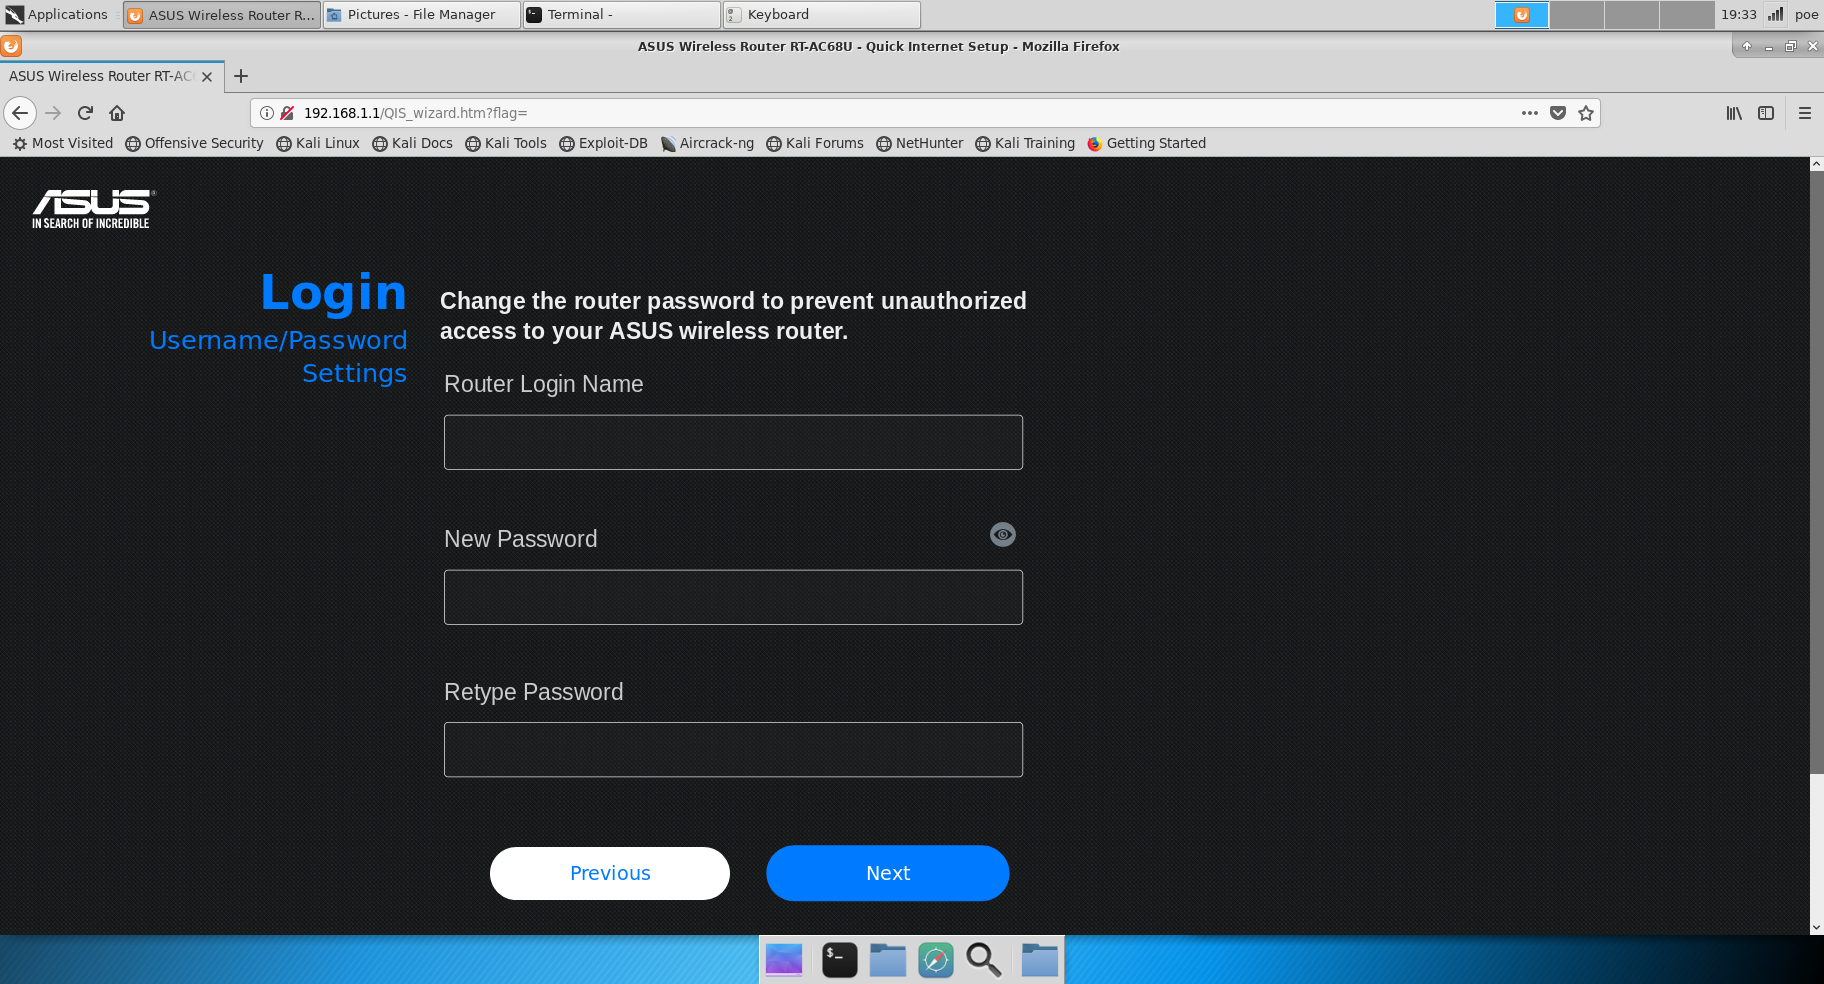 Applications
ASUS Wireless Router R...
Pictures - File Manager
Terminal -
Keyboard
19:33
poe
ASUS Wireless Router RT-AC68U - Quick Internet Setup - Mozilla Firefox
ASUS Wireless Router RT-AC
192.168.1.1/QIS_wizard.htm?flag=
Most Visited
Offensive Security
Kali Linux
Kali Docs
Kali Tools
Exploit-DB
Aircrack-ng
Kali Forums
NetHunter
Kali Training
Getting Started
ASUS
IN SEARCH OF INCREDIBLE
Login
Username/Password
Settings
Change the router password to prevent unauthorized
access to your ASUS wireless router.
Router Login Name
New Password
Retype Password
Previous
Next
$_